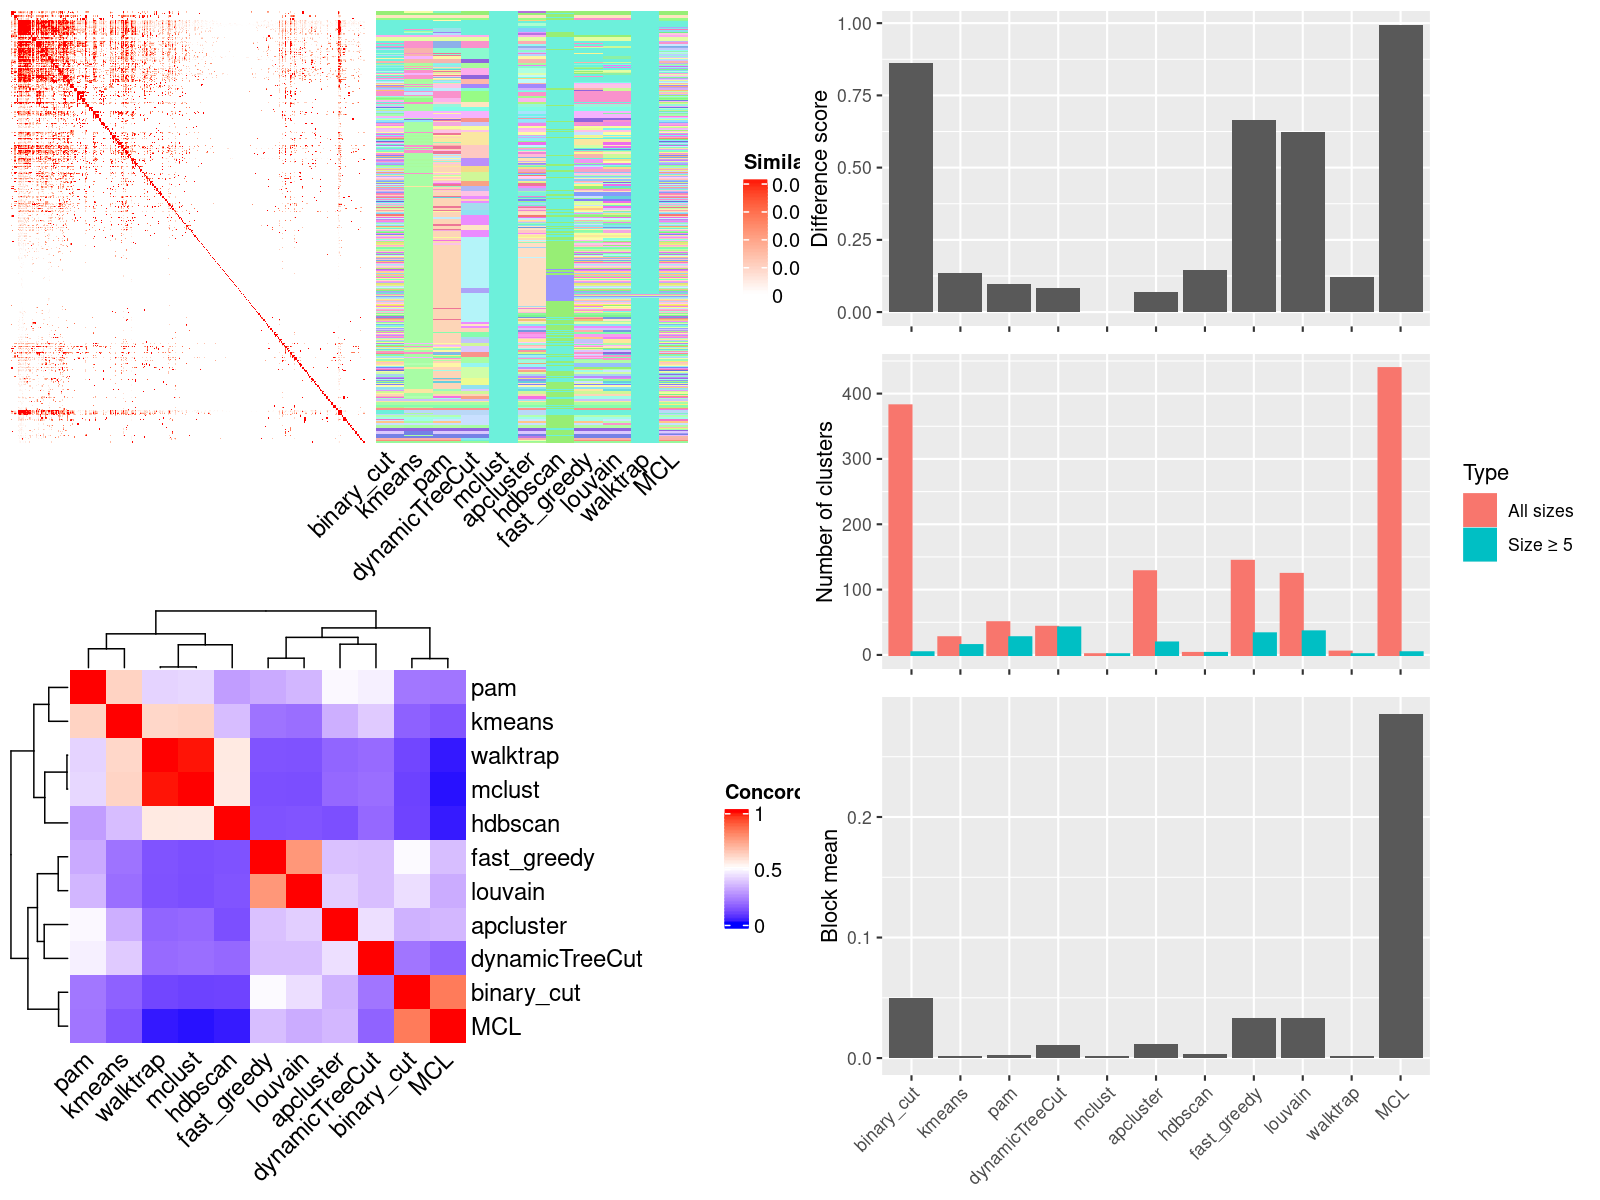 Simila
0.0
0.0
0.0
0.0
0
binary_cut
kmeans
pam
dynamicTreeCut
mclust
apcluster
hdbscan
fast_greedy
louvain
walktrap
MCL
Difference score
1.00
0.75
0.50
0.25
0.00
Number of clusters
400
300
200
100
0
Type
All sizes
Size ≥ 5
pam
kmeans
walktrap
mclust
hdbscan
fast_greedy
louvain
apcluster
dynamicTreeCut
binary_cut
MCL
pam
kmeans
walktrap
mclust
hdbscan
fast_greedy
louvain
apcluster
dynamicTreeCut
binary_cut
MCL
Concord
1
0.5
0
Block mean
0.2
0.1
0.0
binary_cut
kmeans
pam
dynamicTreeCut
mclust
apcluster
hdbscan
fast_greedy
louvain
walktrap
MCL